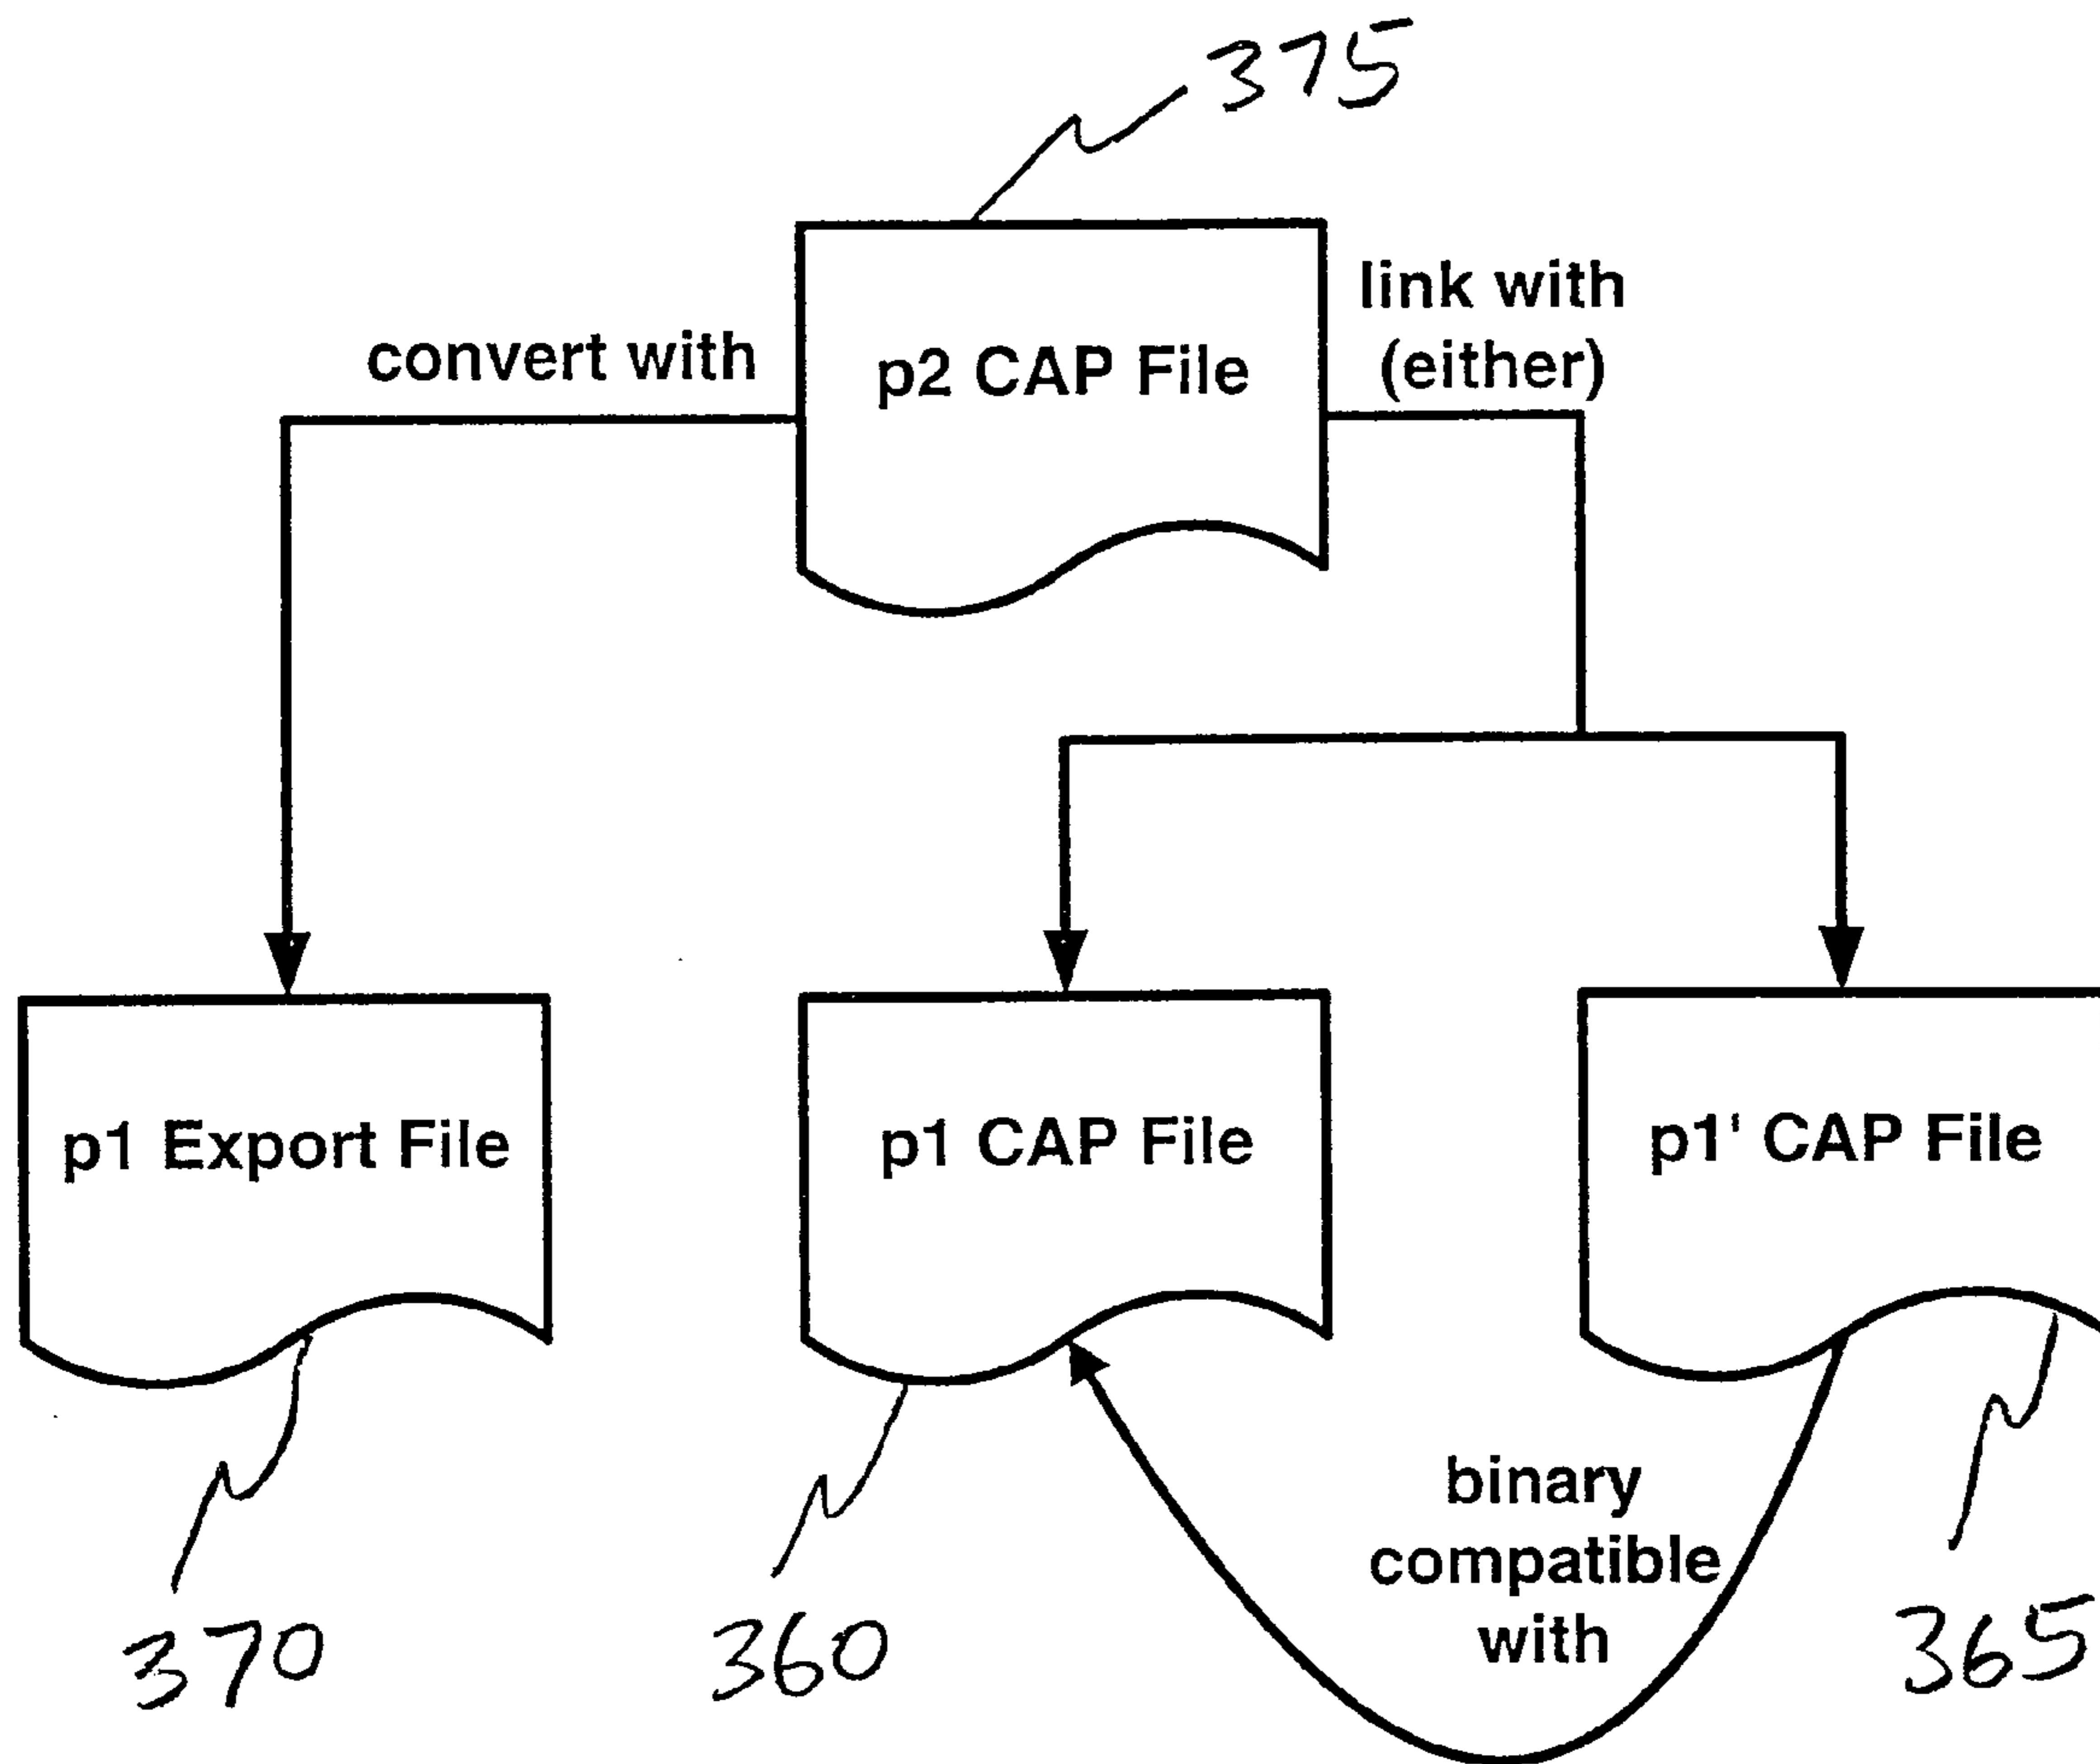 375
link with
(either)
convert with
p2 CAP File
p1 Export File
p1 CAP File
p1' CAP File
binary
compatible
with
370
360
365